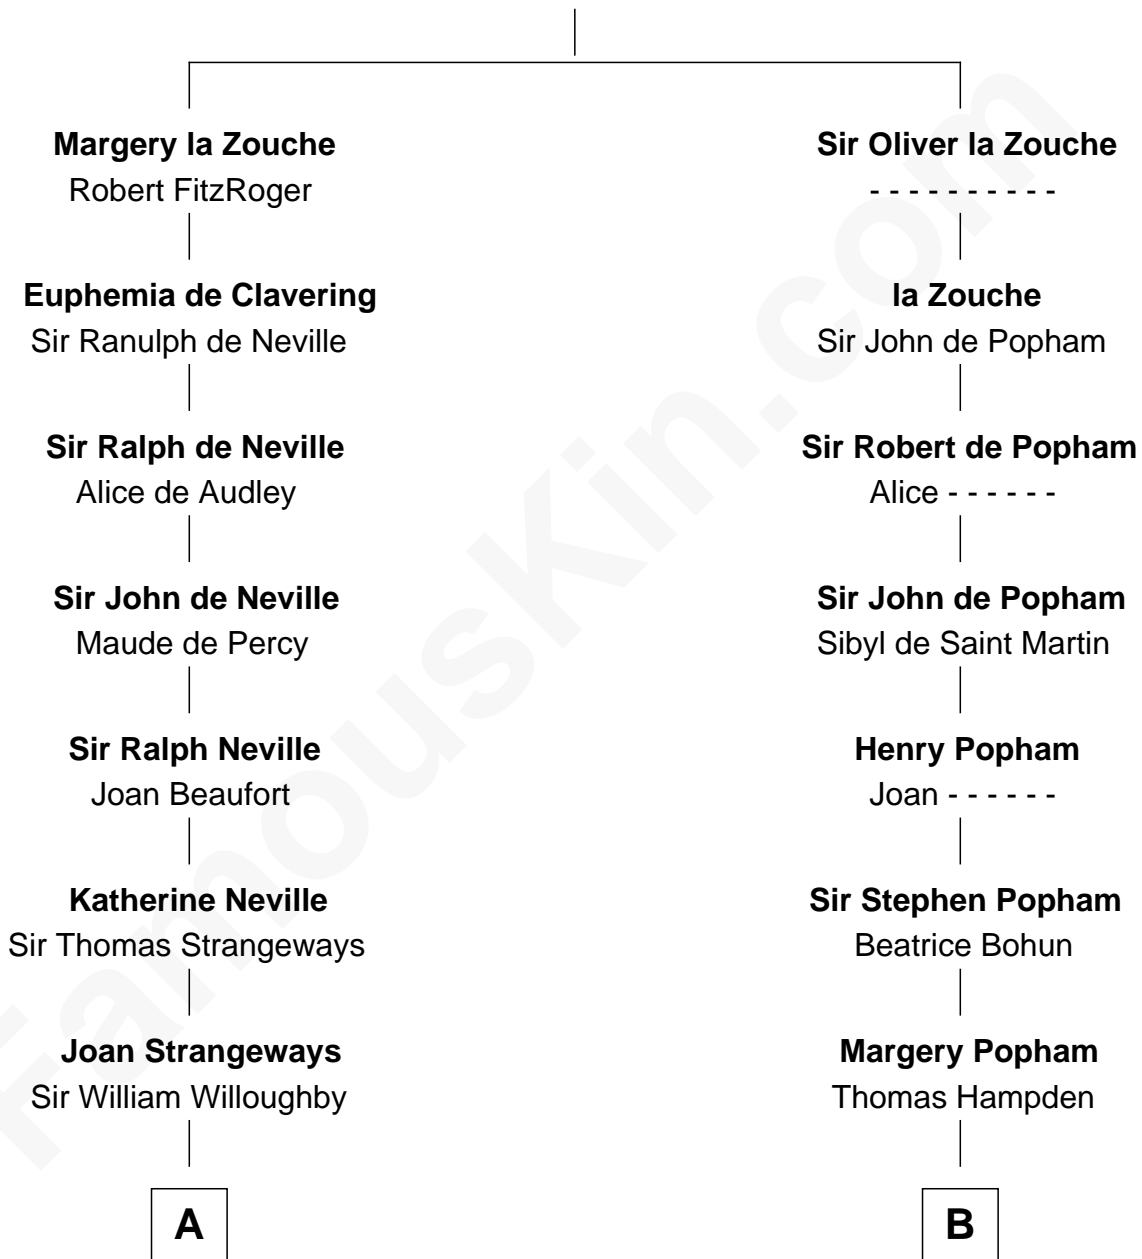 Margery la Zouche
Robert FitzRoger
Euphemia de Clavering
Sir Ranulph de Neville
Sir Ralph de Neville
Alice de Audley
Sir John de Neville
Maude de Percy
Sir Ralph Neville
Joan Beaufort
Katherine Neville
Sir Thomas Strangeways
Joan Strangeways
Sir William Willoughby
A
Sir Oliver la Zouche
- - - - - - - - - -
la Zouche
Sir John de Popham
Sir Robert de Popham
Alice - - - - - -
Sir John de Popham
Sibyl de Saint Martin
Henry Popham
Joan - - - - - -
Sir Stephen Popham
Beatrice Bohun
Margery Popham
Thomas Hampden
B
FamousKin.com